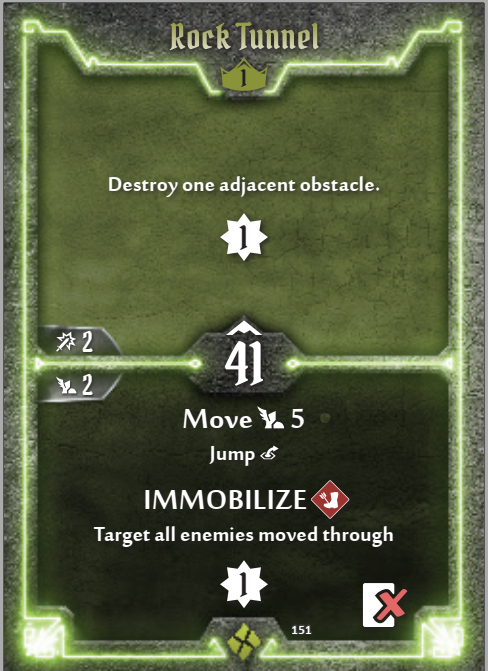 Rock Tunnel
1
Destroy one adjacent obstacle.
1
2
41
2
Move 5
Jump
IMMOBILIZE
Target all enemies moved through
1
151